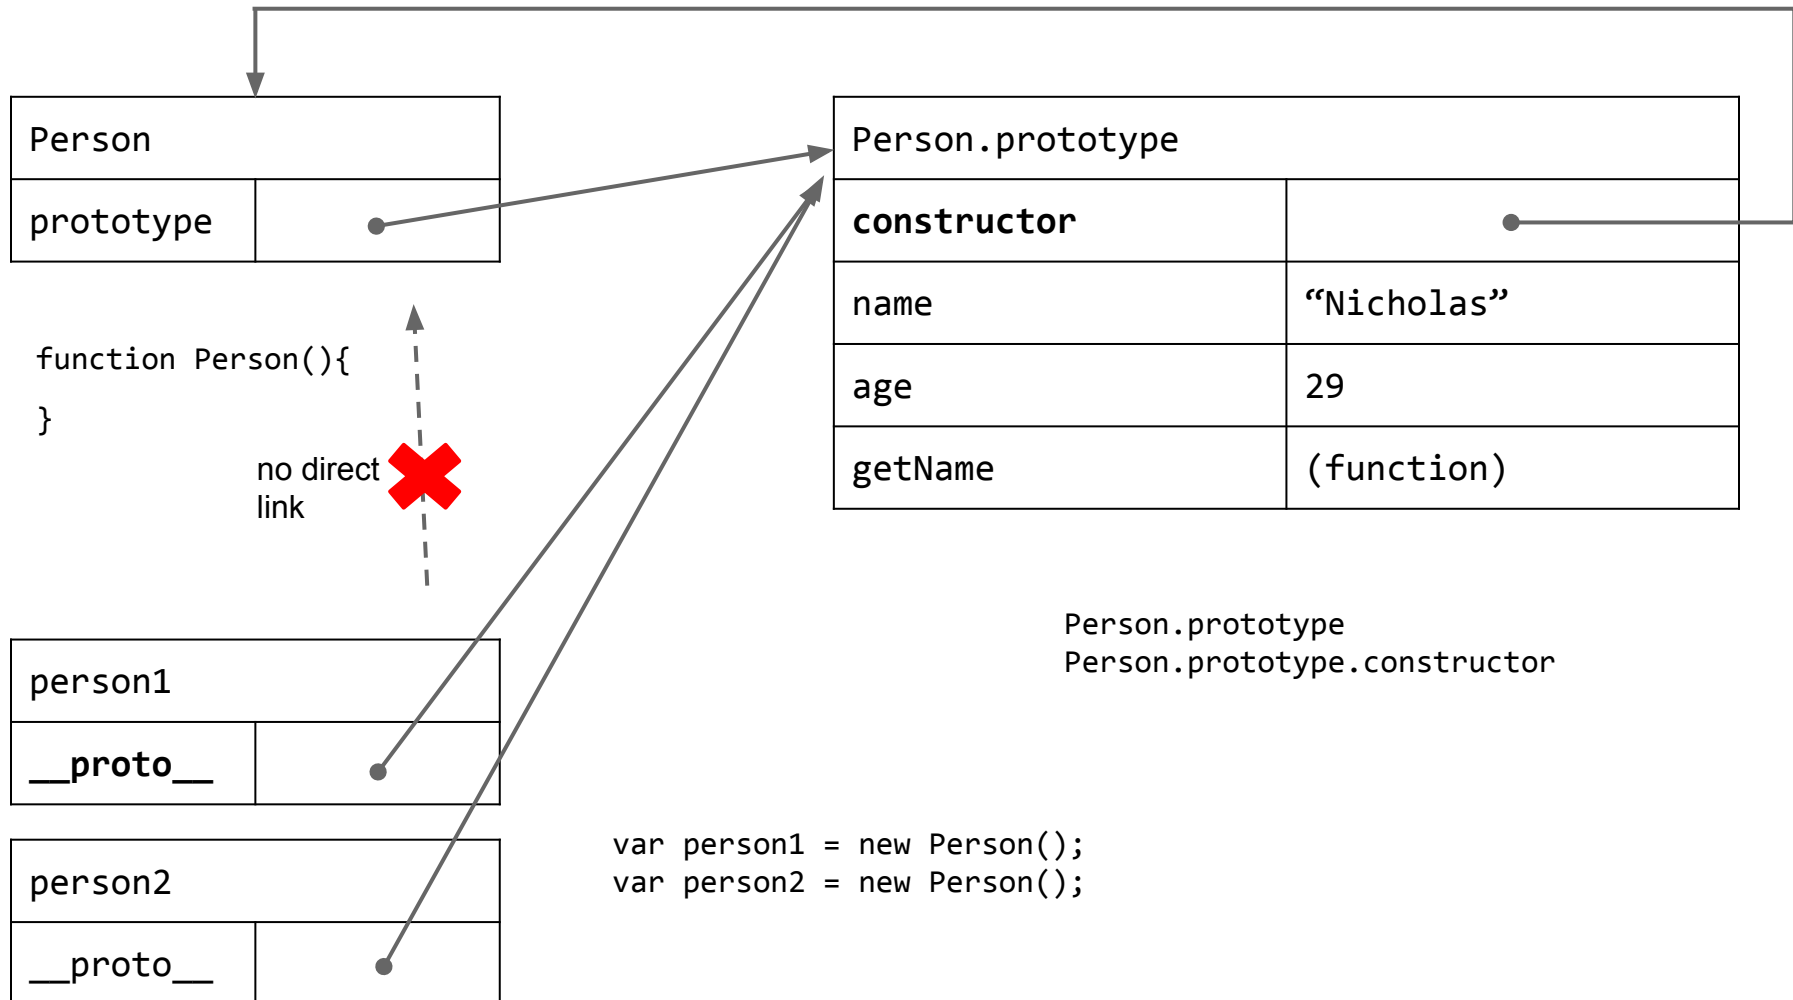 Person
prototype
Person.prototype
constructor
name “Nicholas”
age 29
getName (function)
function Person(){
}
no direct
link
Person.prototype
Person.prototype.constructor
person1
__proto__
var person1 = new Person();
var person2 = new Person();
person2
__proto__